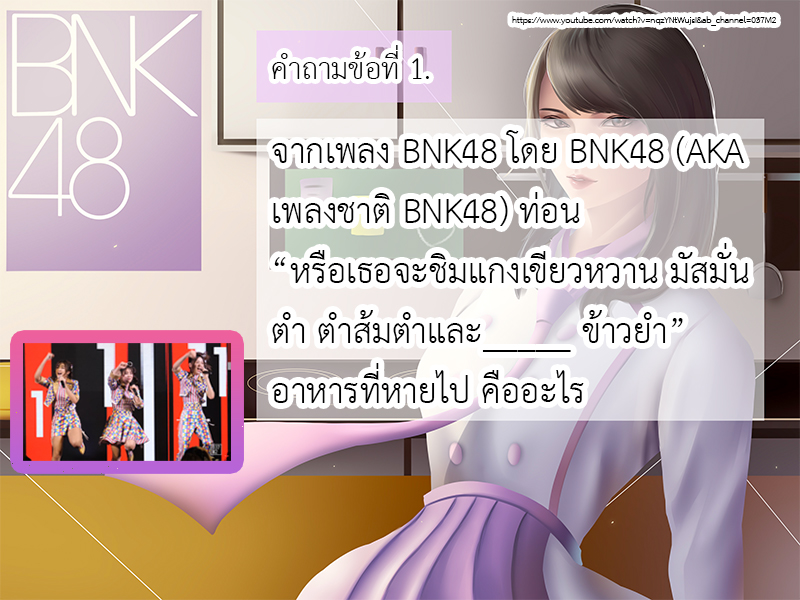 https://www.youtube.com/watch?v=nqzYNtWujsI&ab_channel=037M2
BNK
48
คำถามข้อที่ 1.
จากเพลง BNK48 โดย BNK48 (AKA
เพลงชาติ BNK48) ท่อน
“หรือเธอจะชิมแกงเขียวหวาน มัสมั่น
ตำ ตำส้มตำและ_____ ข้าวยำ”
อาหารที่หายไป คืออะไร